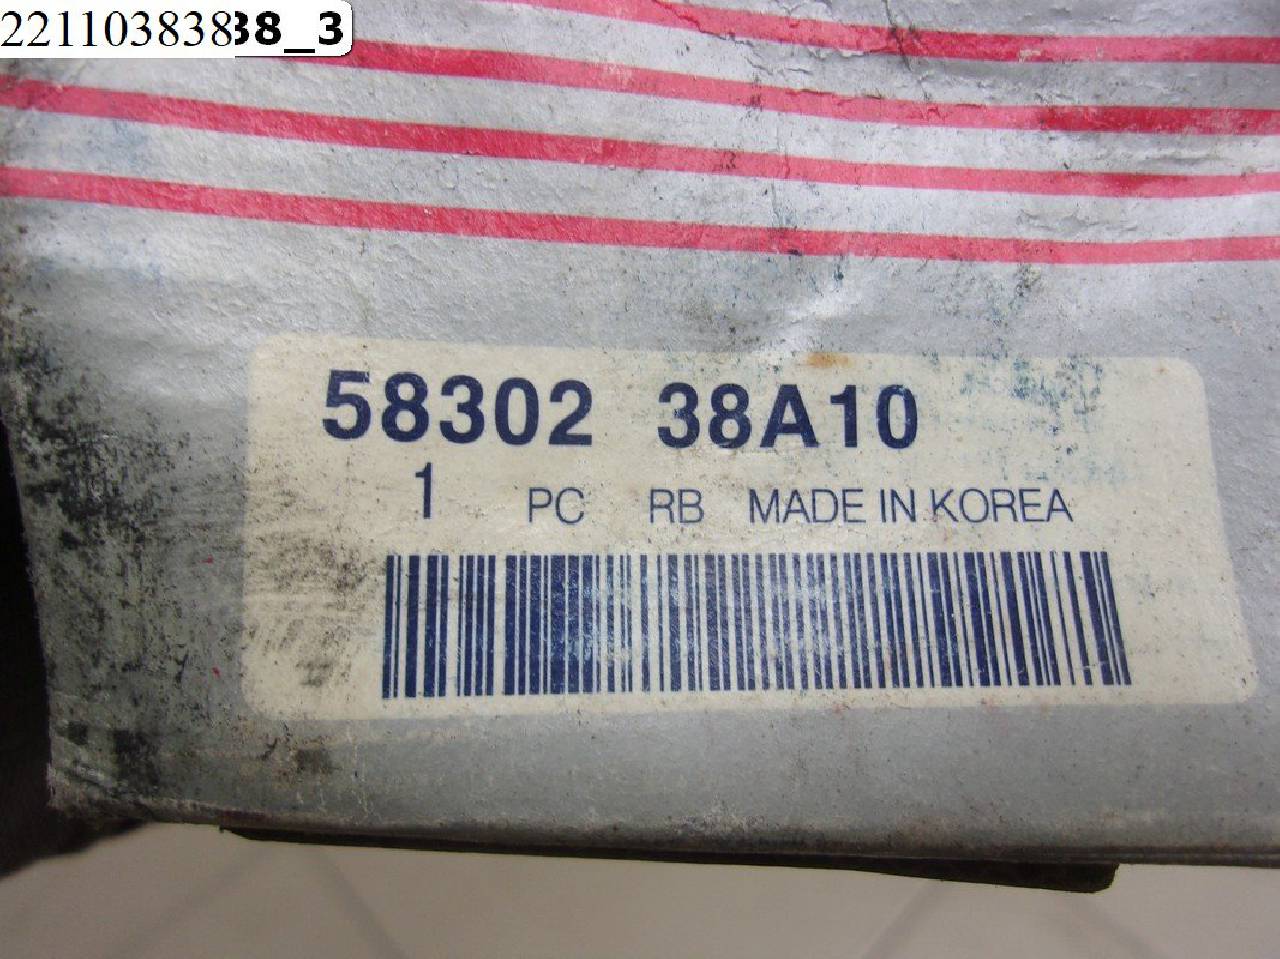 22110383838_3
58302 38A10
1 PC RB MADE IN KOREA